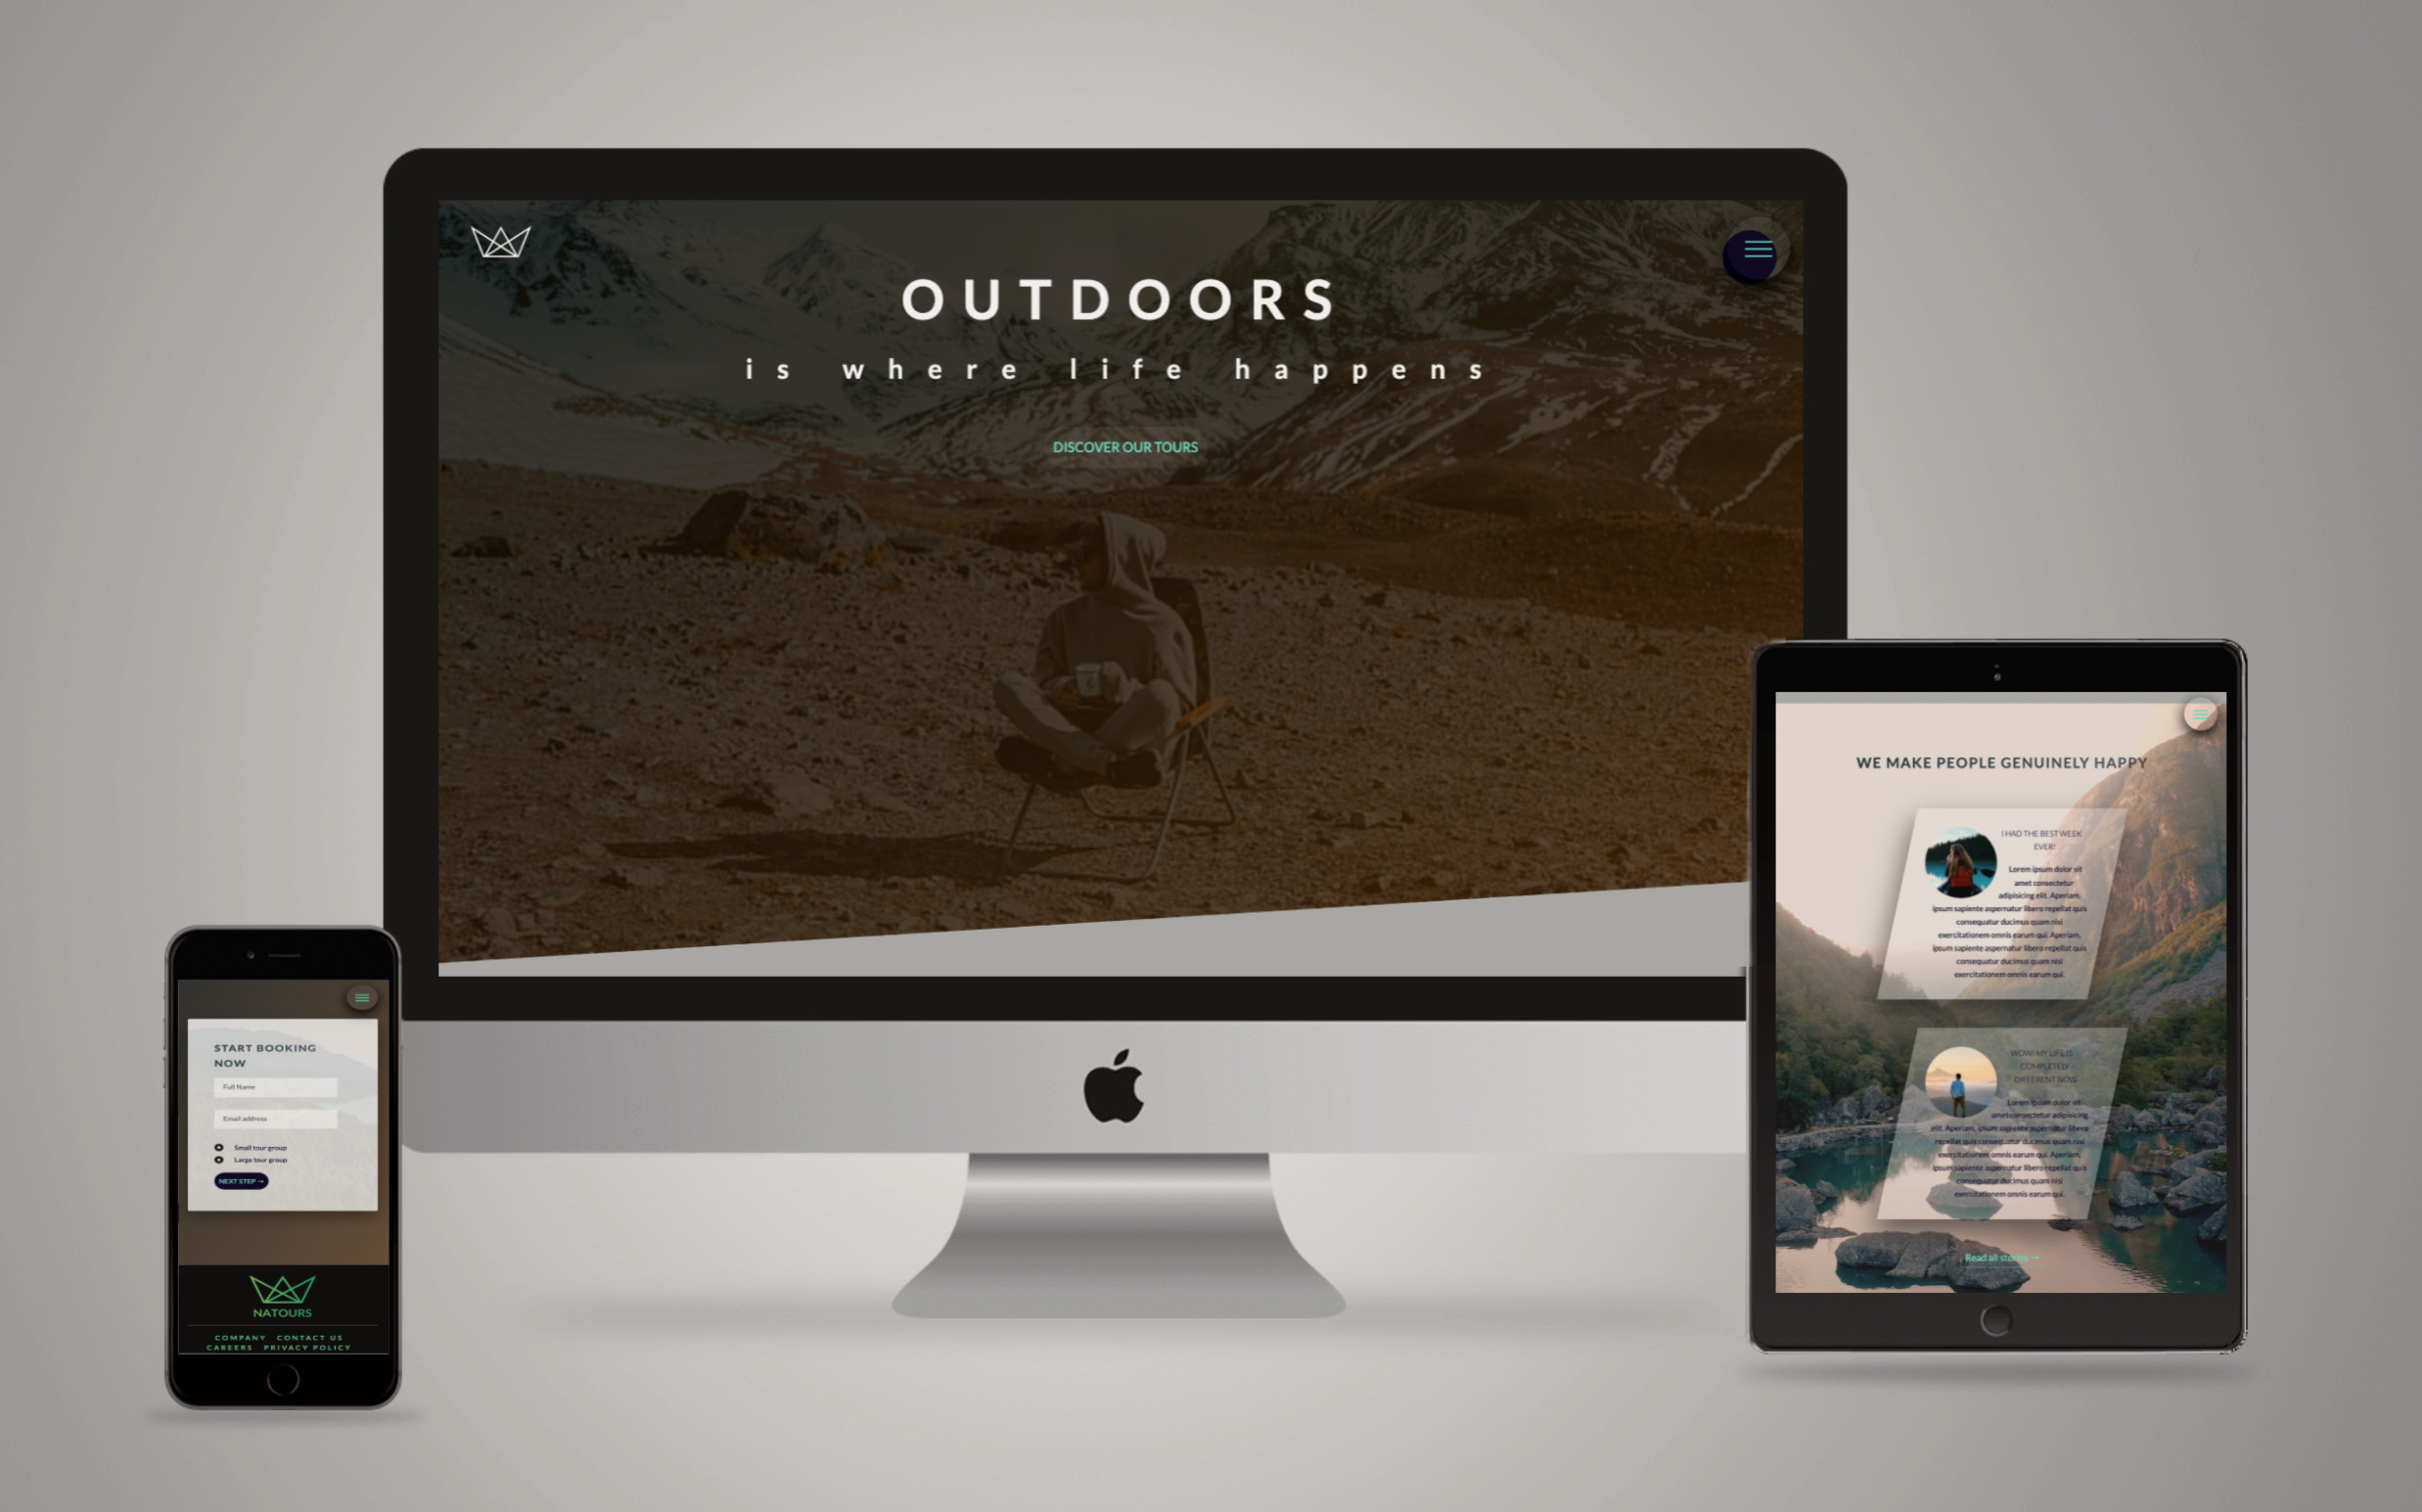 OUTDOORS
is where life happens
DISCOVER OUR TOURS
WE MAKE PEOPLE GENUINELY HAPPY
I HAD THE BEST WEEK
EVER!
Lorem ipsum dolor sit
amet consectetur
adipisicing elit. Aperiam,
ipsum sapiente aspernatur libero repellat quis
consequatur ducimus quam nisi
exercitationem omnis earum qui. Aperiam,
ipsum sapiente aspernatur libero repellat quis
consequatur ducimus quam nisi
exercitationem omnis earum qui.
WOW! MY LIFE IS
COMPLETED
DIFFERENT NOW
Lorem ipsum dolor sit
amet consectetur adipisicing
elit. Aperiam, ipsum sapiente aspernatur libero
repellat quis consequatur ducimus quam nisi
exercitationem omnis earum qui. Aperiam,
ipsum sapiente aspernatur libero repellat quis
consequatur ducimus quam nisi
exercitationem omnis earum qui.
Read all stories →
START BOOKING
NOW
Full Name
Email address
Small tour group
Large tour group
NEXT STEP →
NATOURS
COMPANY CONTACT US
CAREERS PRIVACY POLICY